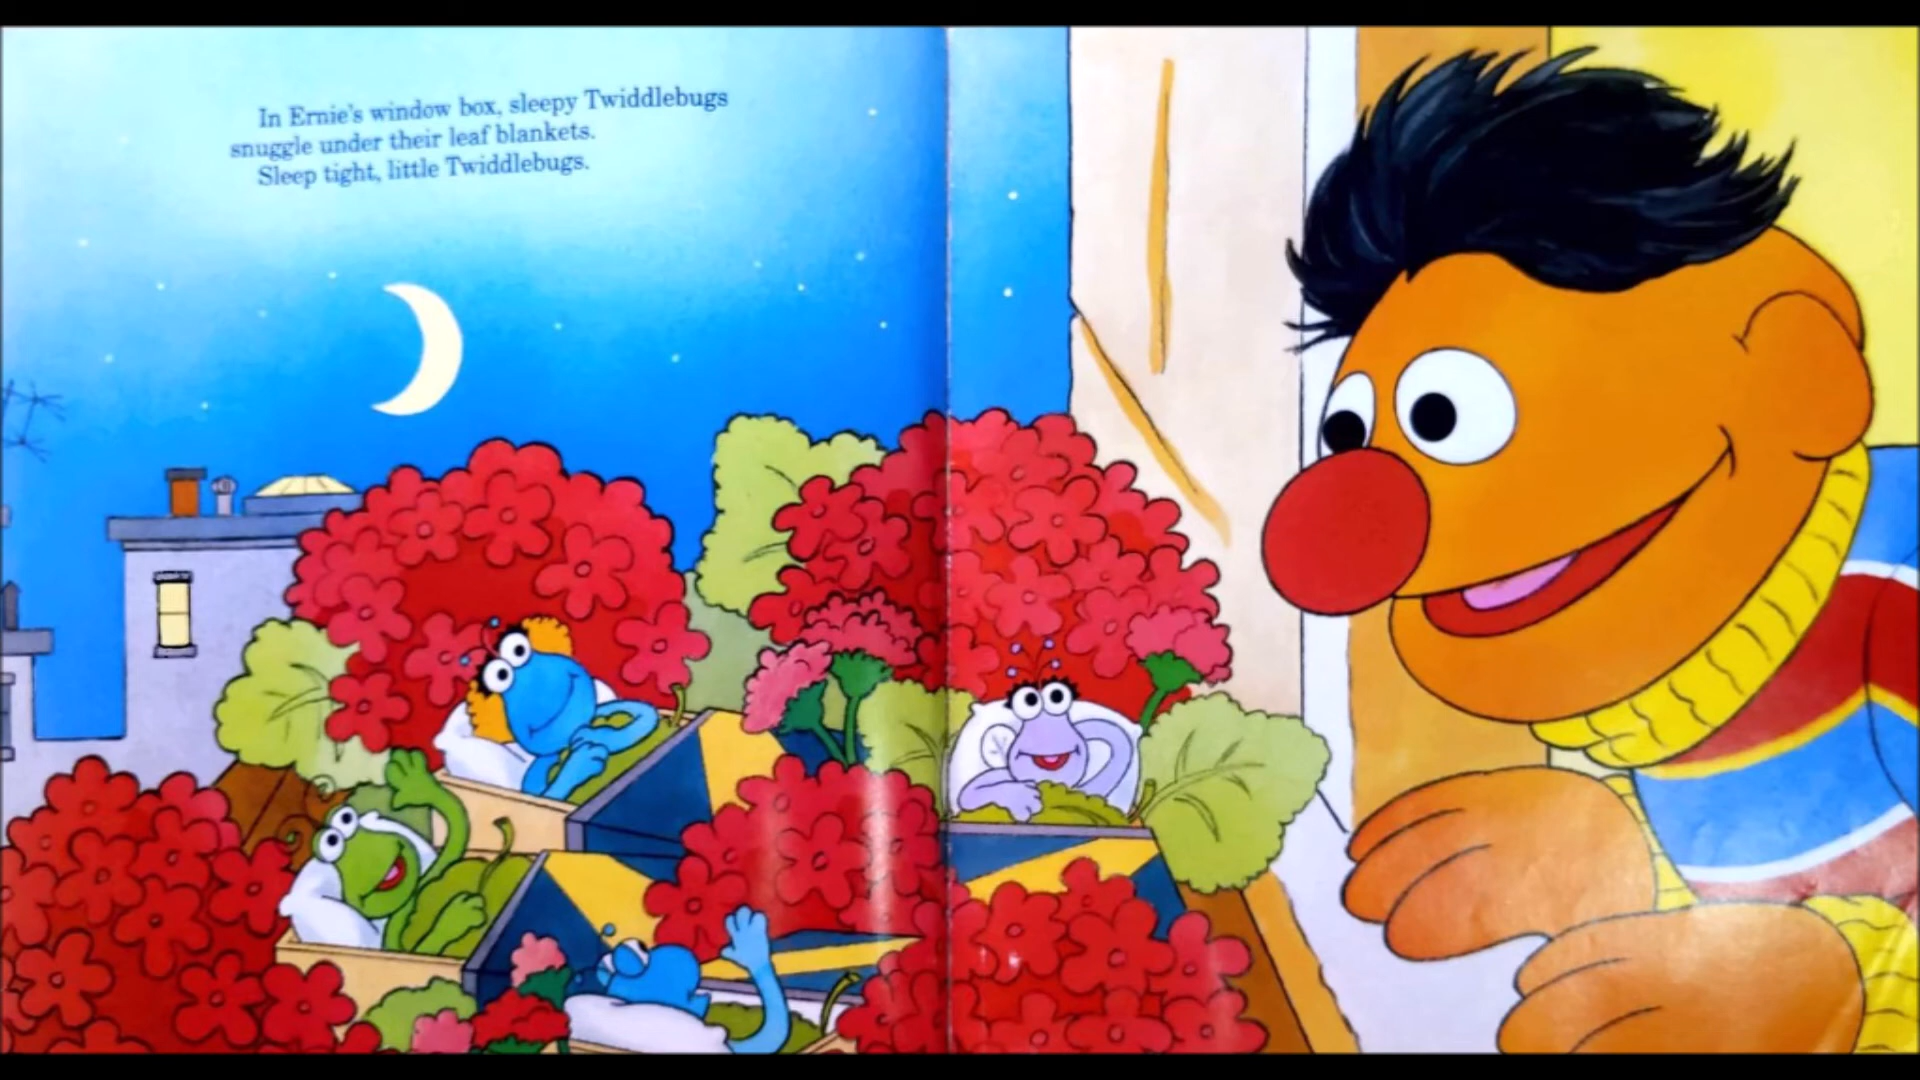 In Ernie's window box, sleepy Twiddlebugs
snuggle under their leaf blankets.
Sleep tight, little Twiddlebugs.